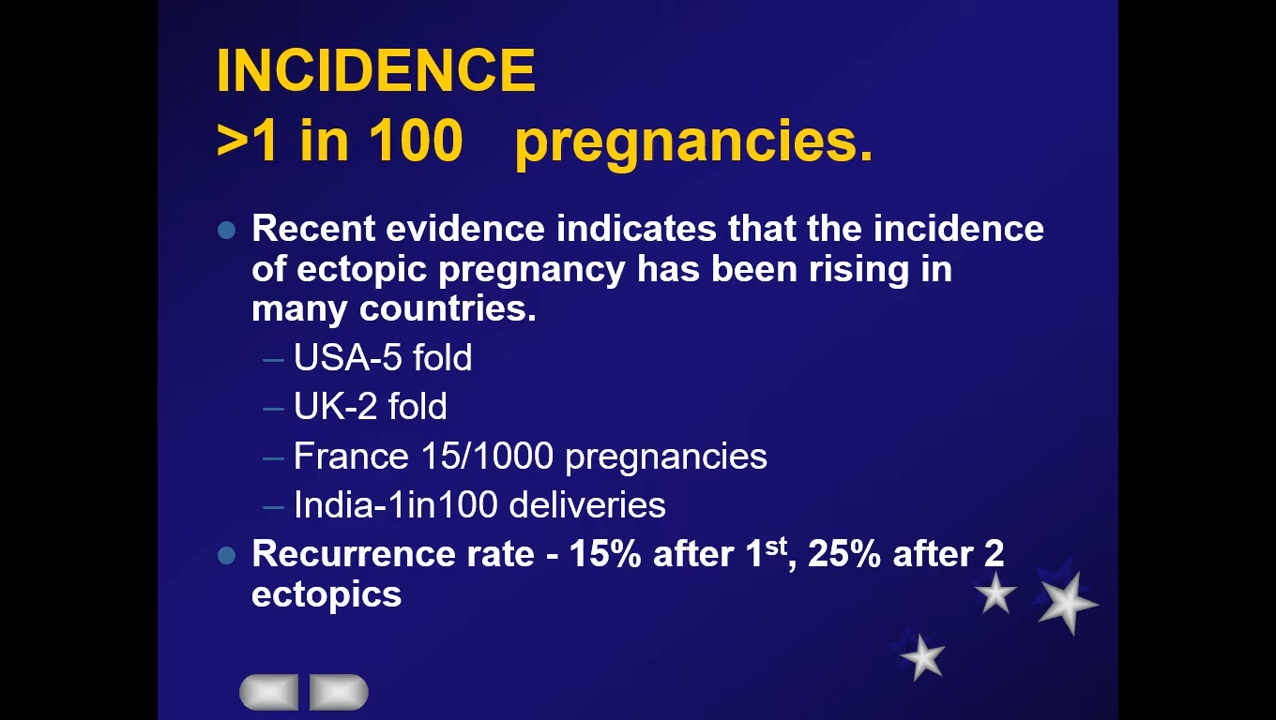 INCIDENCE
>1 in 100 pregnancies.
Recent evidence indicates that the incidence
of ectopic pregnancy has been rising in
many countries.
– USA-5 fold
– UK-2 fold
– France 15/1000 pregnancies
– India-1in100 deliveries
Recurrence rate - 15% after 1st, 25% after 2
ectopics